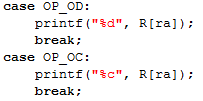 case OP_OD:
    printf("%d", R[ra]);
    break;
case OP_OC:
    printf("%c", R[ra]);
    break;